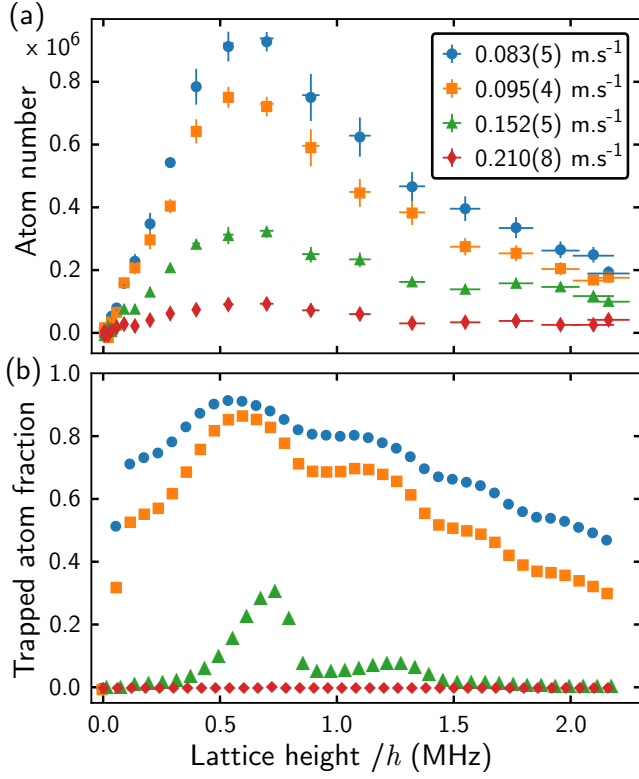 (a)
× 10⁶
0.8
0.6
0.4
0.2
0.0
Atom number
0.083(5) m.s⁻¹
0.095(4) m.s⁻¹
0.152(5) m.s⁻¹
0.210(8) m.s⁻¹
(b)
1.0
0.8
0.6
0.4
0.2
0.0
Trapped atom fraction
0.0 0.5 1.0 1.5 2.0
Lattice height /h (MHz)